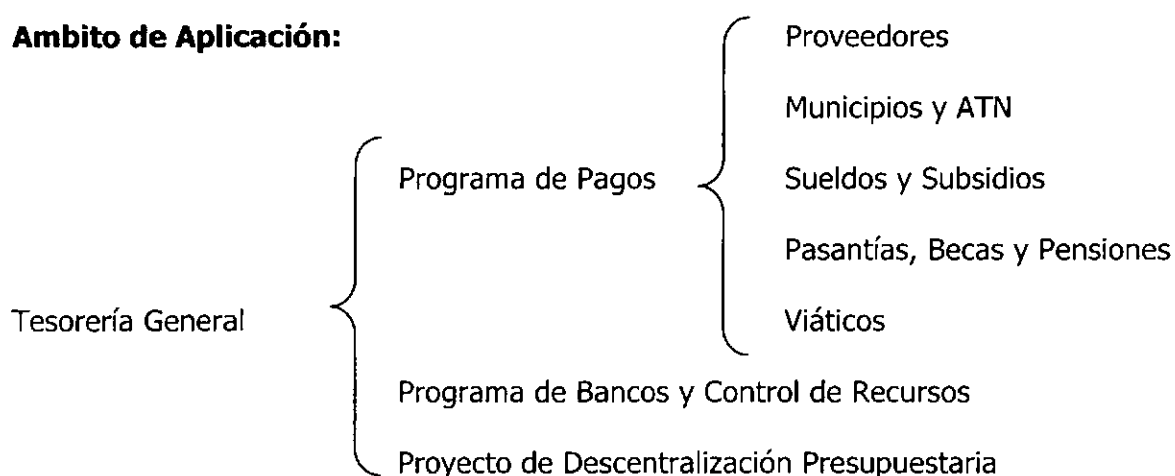 Ambito de Aplicación:
Tesorería General
Programa de Pagos
Proveedores
Municipios y ATN
Sueldos y Subsidios
Pasantías, Becas y Pensiones
Viáticos
Programa de Bancos y Control de Recursos
Proyecto de Descentralización Presupuestaria